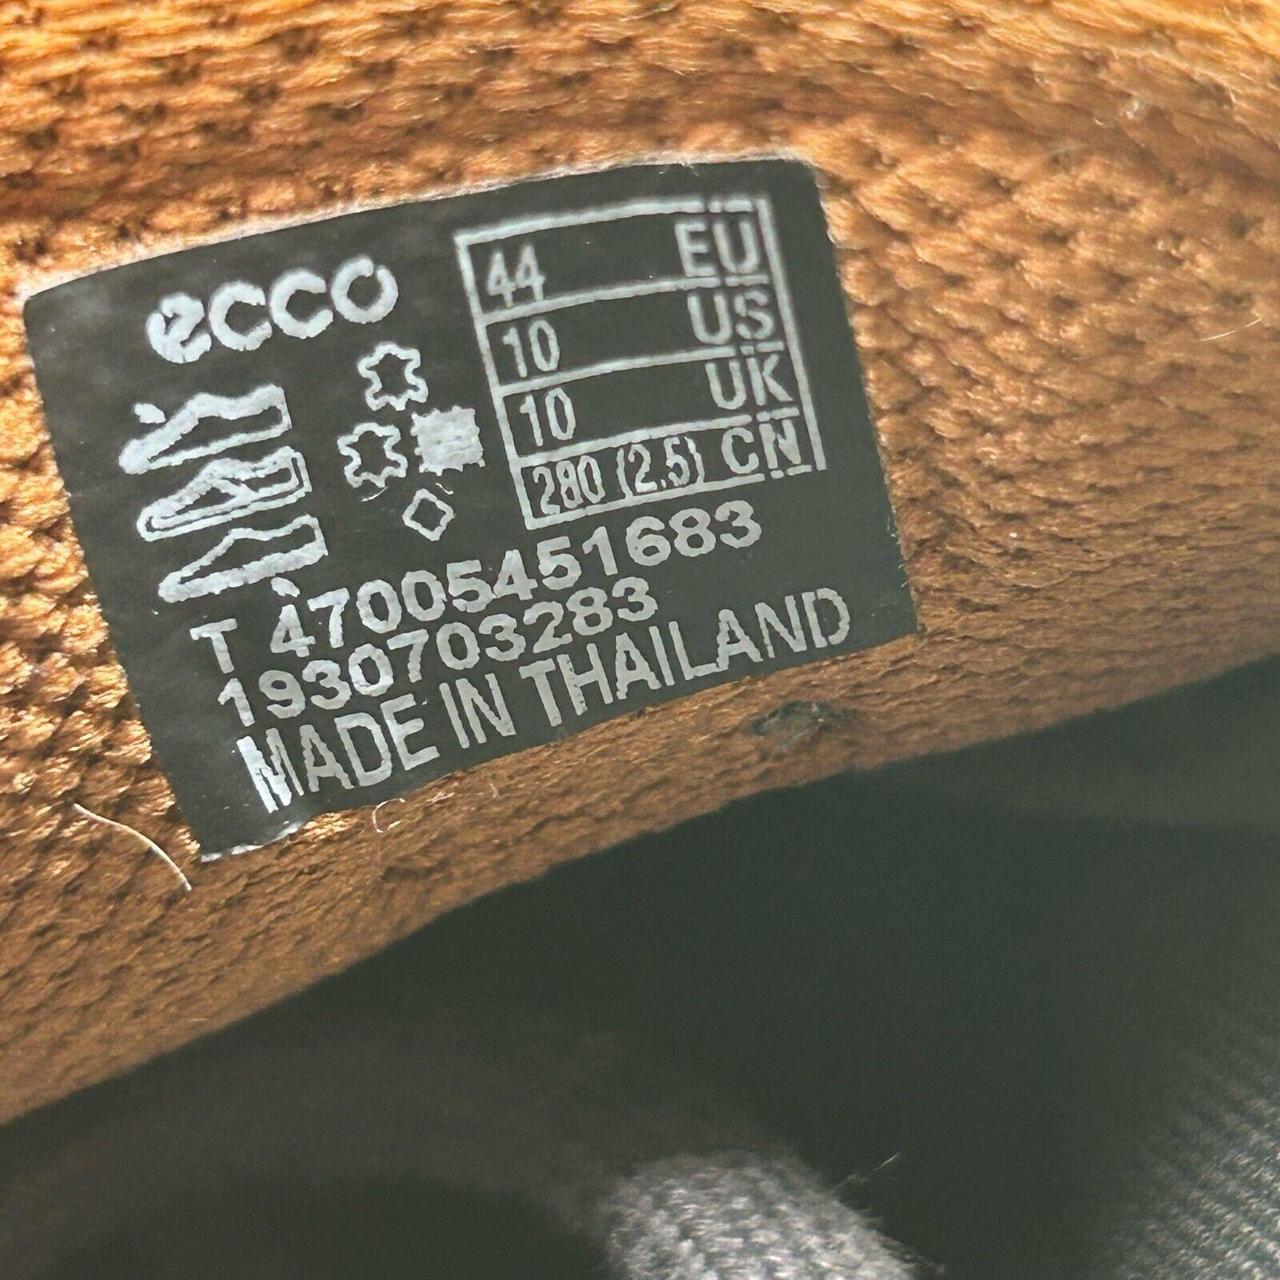 ecco
44 EU
10 US
10 UK
280 (2.5) CN
T 47005451683
1930703283
MADE IN THAILAND